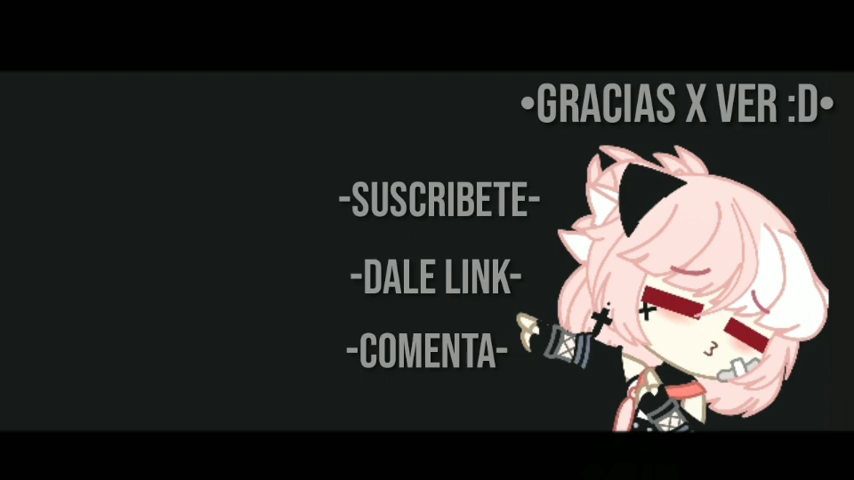 •GRACIAS X VER :D•
-SUSCRIBETE-
-DALE LINK-
-COMENTA-